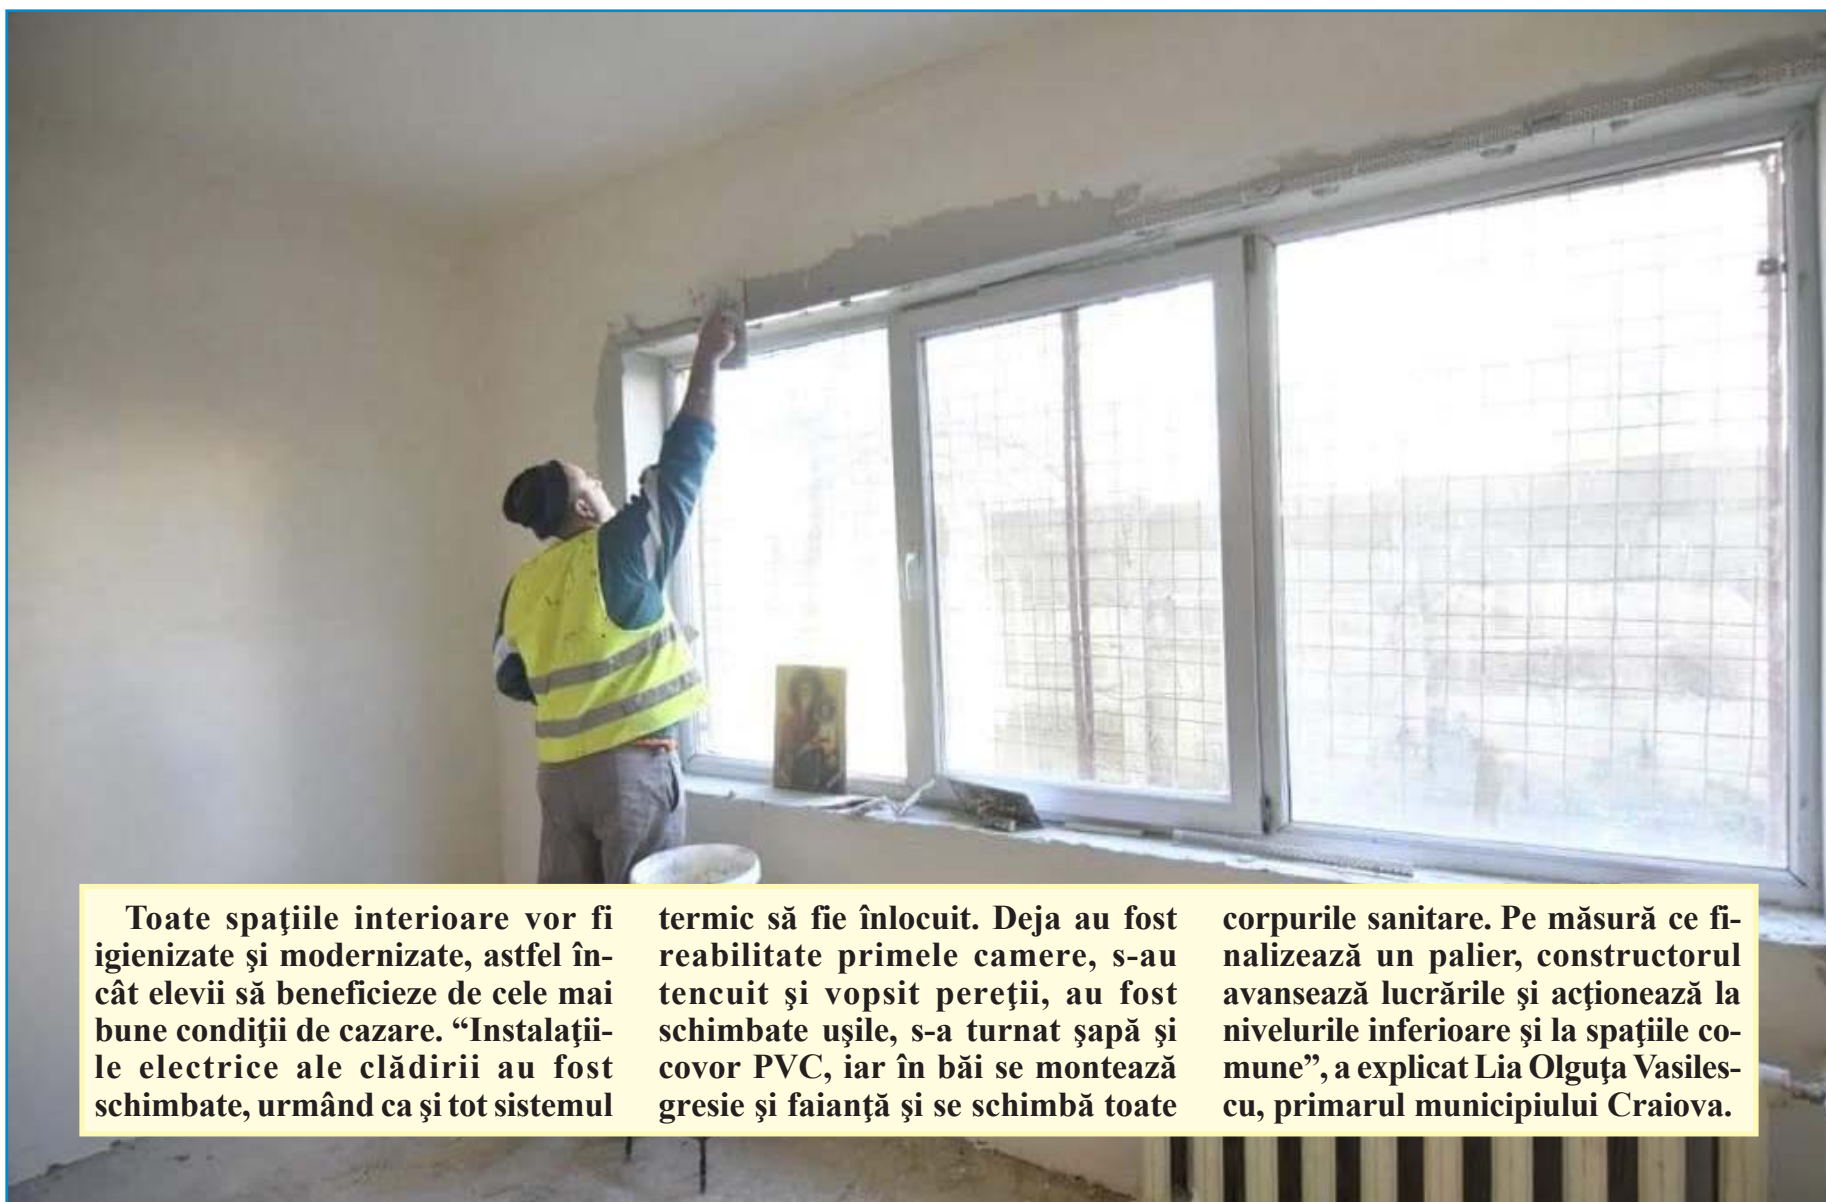 Toate spaţiile interioare vor fi
igienizate şi modernizate, astfel în-
cât elevii să beneficieze de cele mai
bune condiţii de cazare. “Instalaţii-
le electrice ale clădirii au fost
schimbate, urmând ca şi tot sistemul
termic să fie înlocuit. Deja au fost
reabilitate primele camere, s-au
tencuit şi vopsit pereţii, au fost
schimbate uşile, s-a turnat şapă şi
covor PVC, iar în băi se montează
gresie şi faianţă şi se schimbă toate
corpurile sanitare. Pe măsură ce fi-
nalizează un palier, constructorul
avansează lucrările şi acţionează la
nivelurile inferioare şi la spaţiile co-
mune”, a explicat Lia Olguţa Vasiles-
cu, primarul municipiului Craiova.